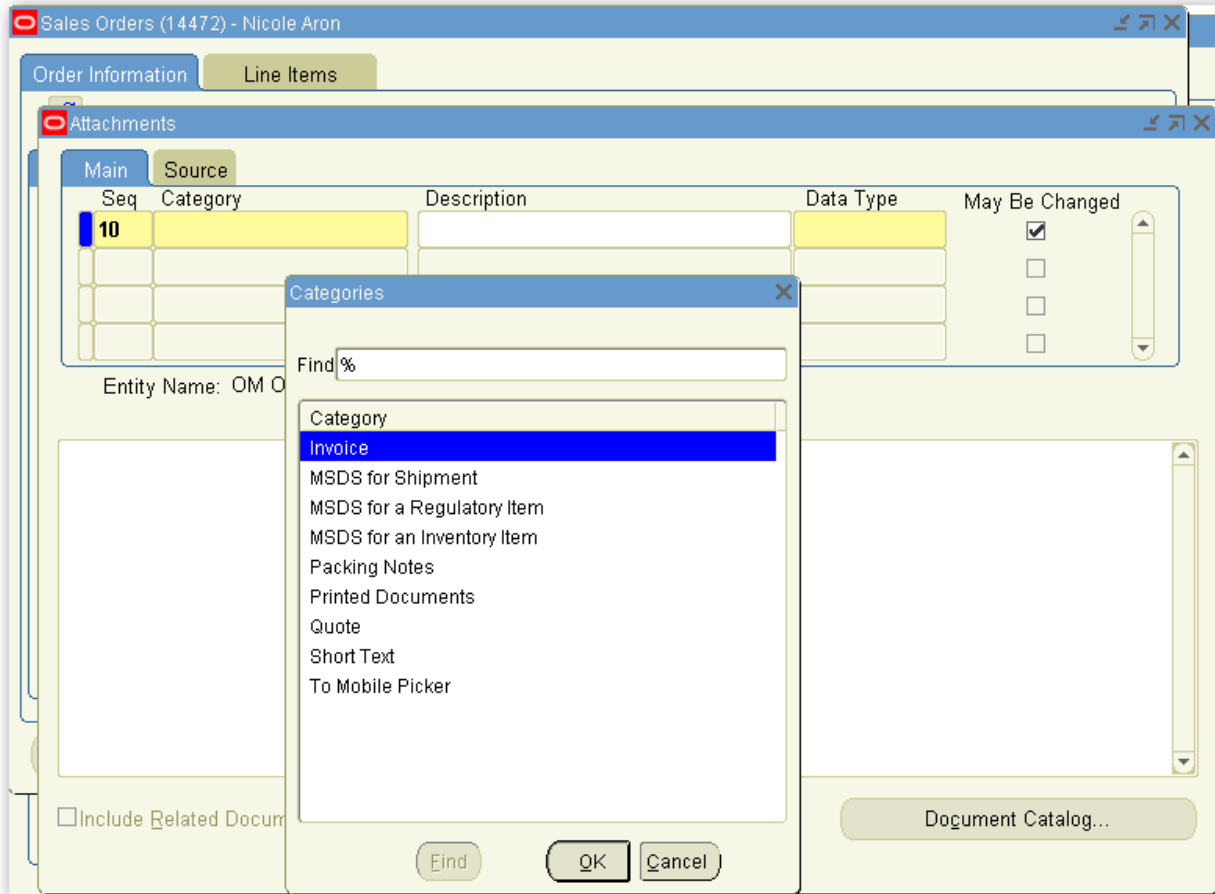 Sales Orders (14472) - Nicole Aron
Order Information Line Items
Attachments
Main Source
Seq Category Description Data Type May Be Changed
10
Categories
Find %
Entity Name: OM O
Category
Invoice
MSDS for Shipment
MSDS for a Regulatory Item
MSDS for an Inventory Item
Packing Notes
Printed Documents
Quote
Short Text
To Mobile Picker
Include Related Docum
Document Catalog...
Find OK Cancel